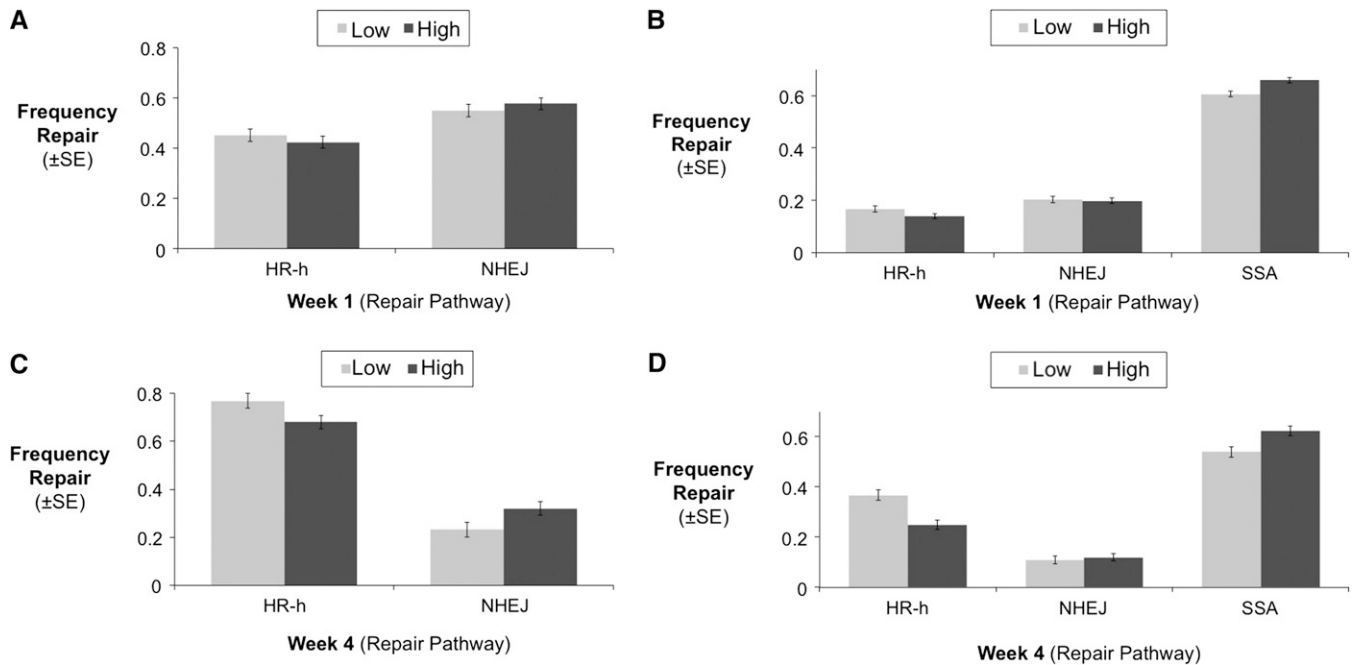 A
Low High
0.8
0.6
0.4
0.2
0
Frequency
Repair
(±SE)
HR-h NHEJ
Week 1 (Repair Pathway)
B
Low High
0.6
0.4
0.2
0
Frequency
Repair
(±SE)
HR-h NHEJ SSA
Week 1 (Repair Pathway)
C
Low High
0.8
0.6
0.4
0.2
0
Frequency
Repair
(±SE)
HR-h NHEJ
Week 4 (Repair Pathway)
D
Low High
0.6
0.4
0.2
0
Frequency
Repair
(±SE)
HR-h NHEJ SSA
Week 4 (Repair Pathway)